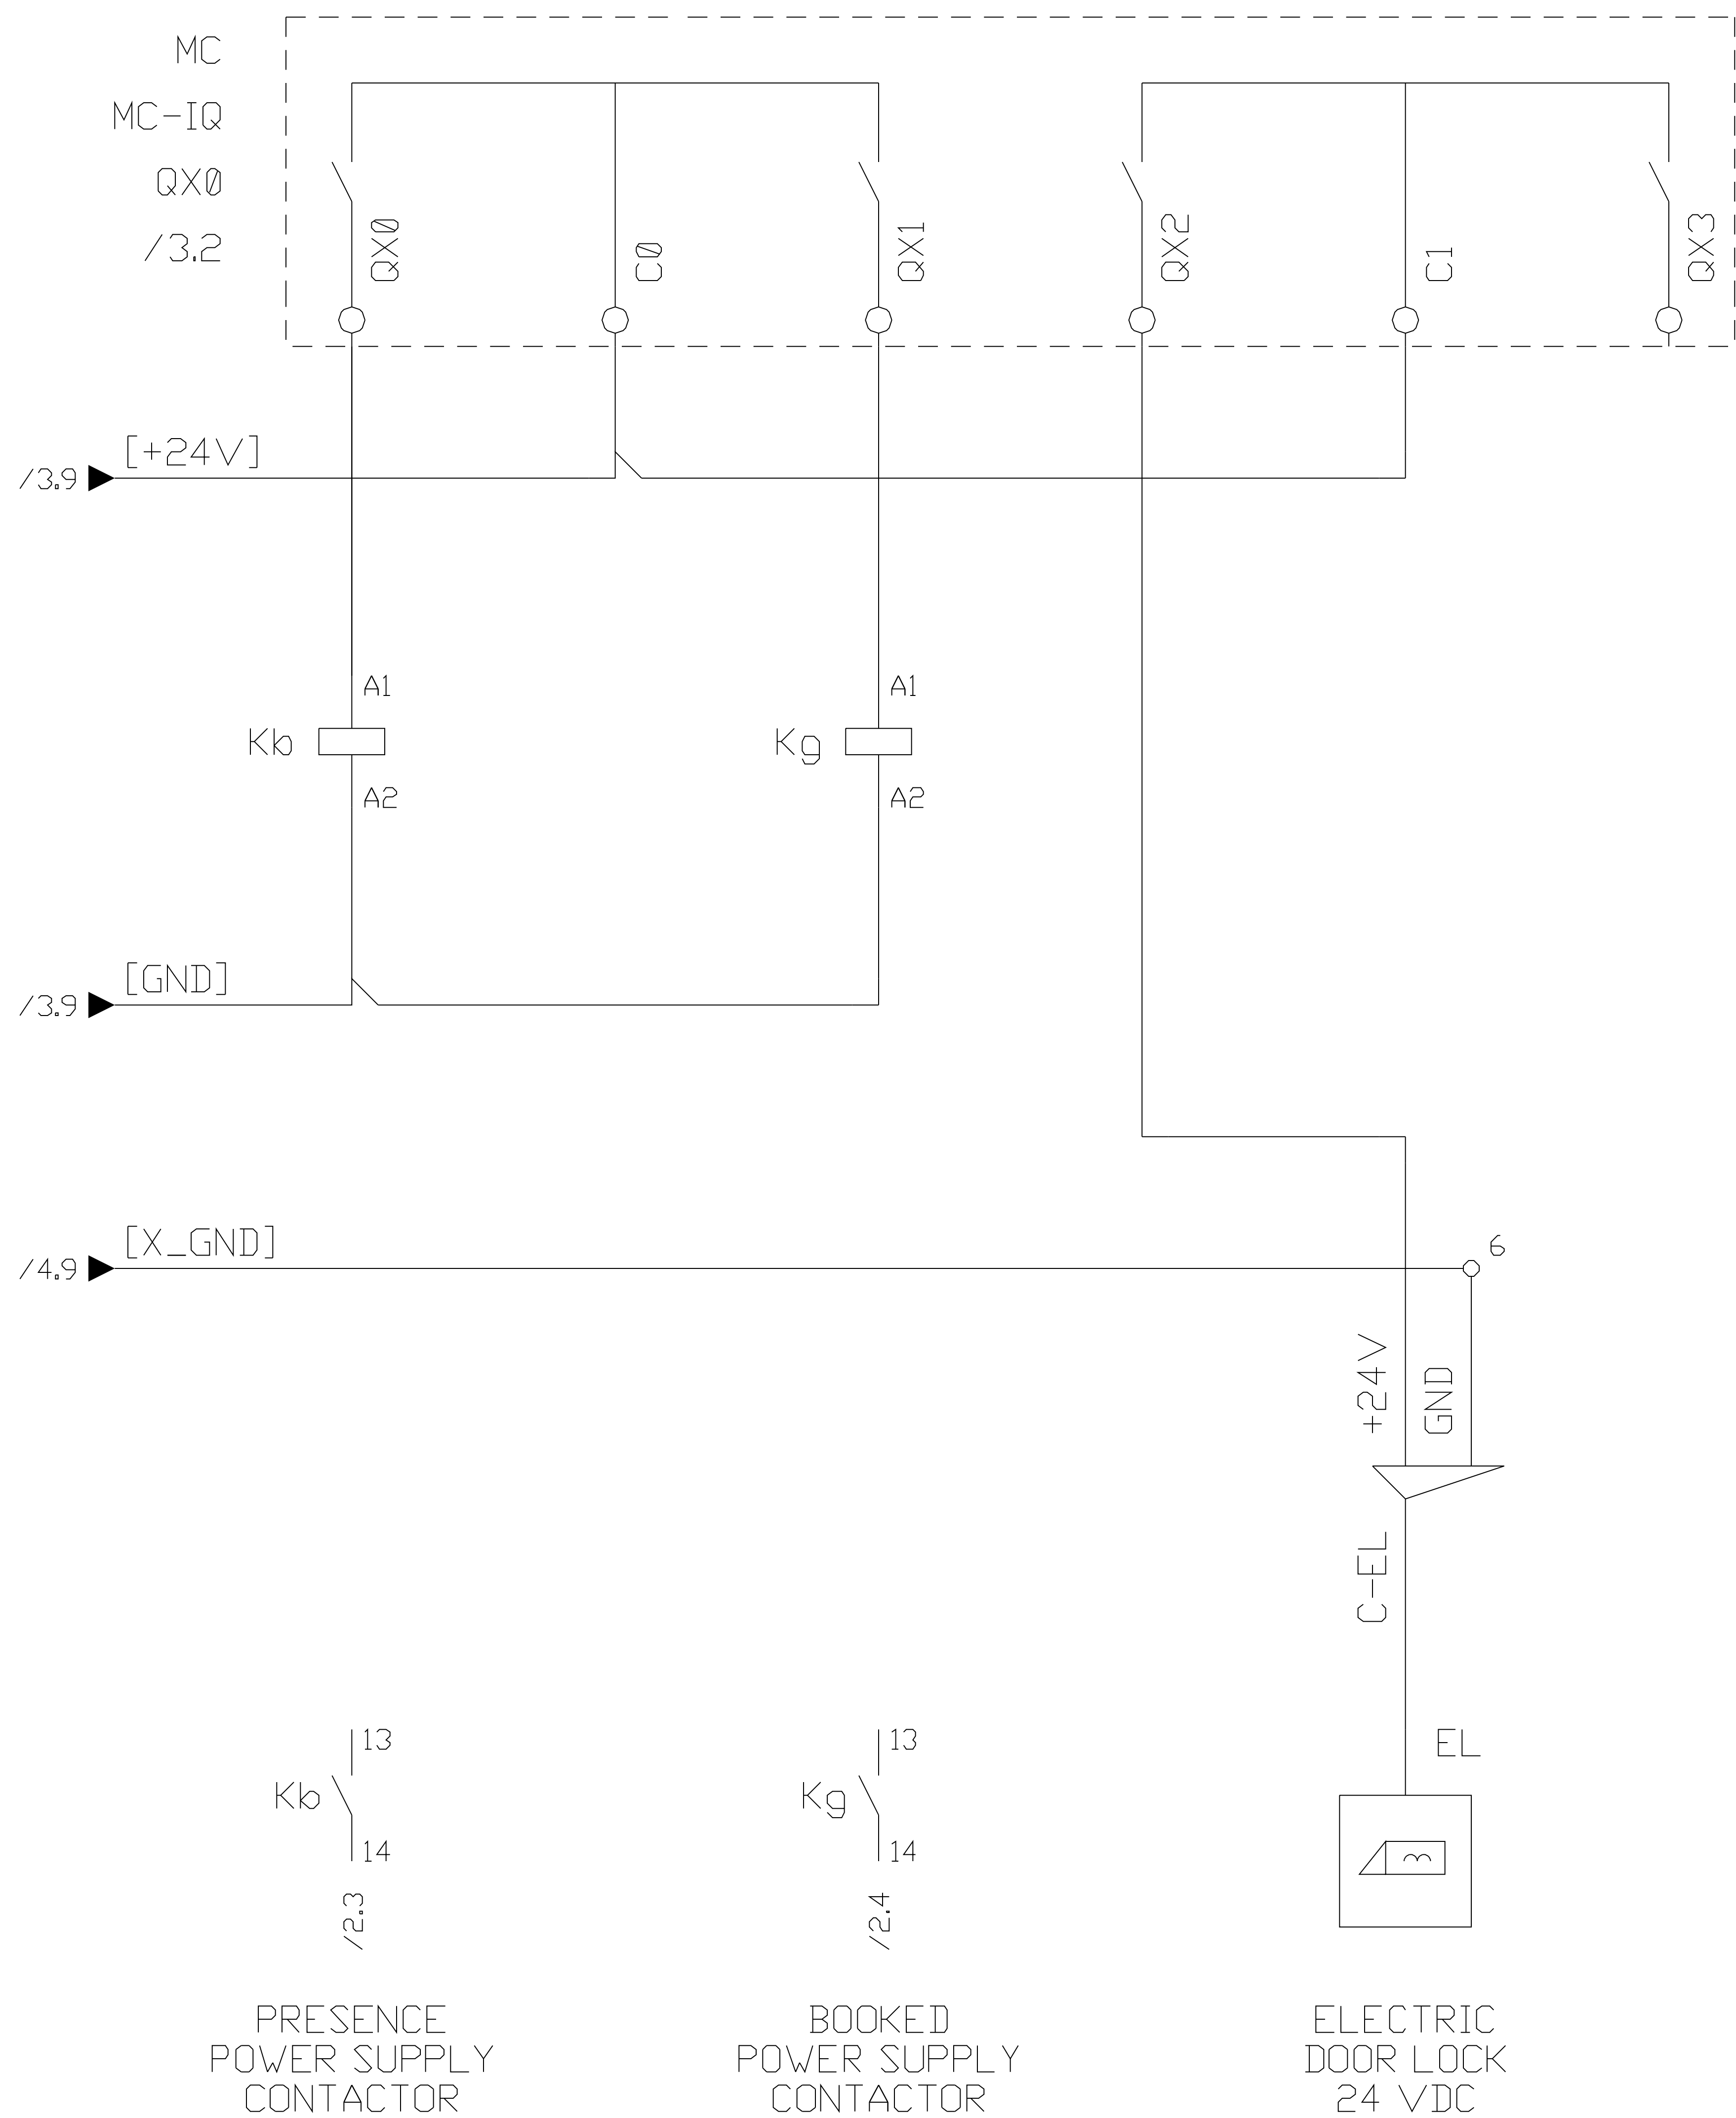 MC
MC-IQ
QX0
/3.2
QX0
C0
QX1
QX2
C1
QX3
[+24V]
/3.9
A1
Kb
A2
A1
Kg
A2
[GND]
/3.9
[X_GND]
/4.9
6
+24V
GND
C-EL
EL
13
Kb
14
/2.3
13
Kg
14
/2.4
PRESENCE
POWER SUPPLY
CONTACTOR
BOOKED
POWER SUPPLY
CONTACTOR
ELECTRIC
DOOR LOCK
24 VDC